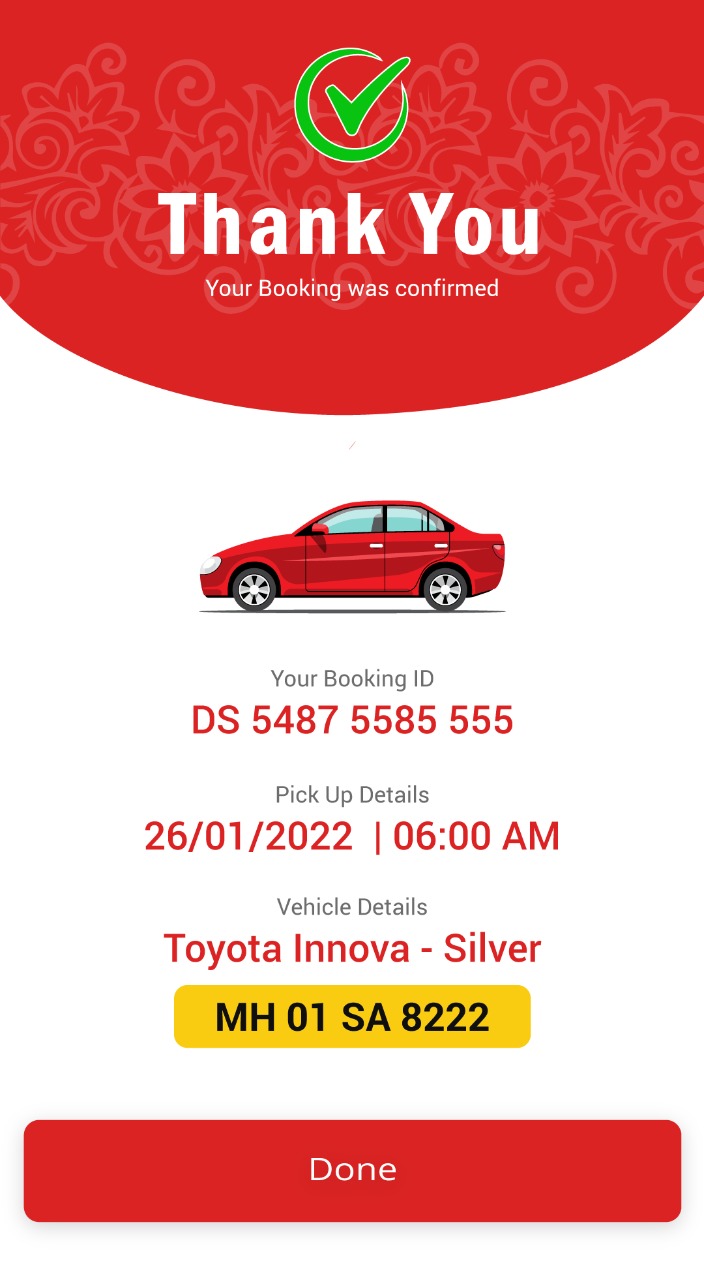 Thank You
Your Booking was confirmed
Your Booking ID
DS 5487 5585 555
Pick Up Details
26/01/2022 | 06:00 AM
Vehicle Details
Toyota Innova - Silver
MH 01 SA 8222
Done